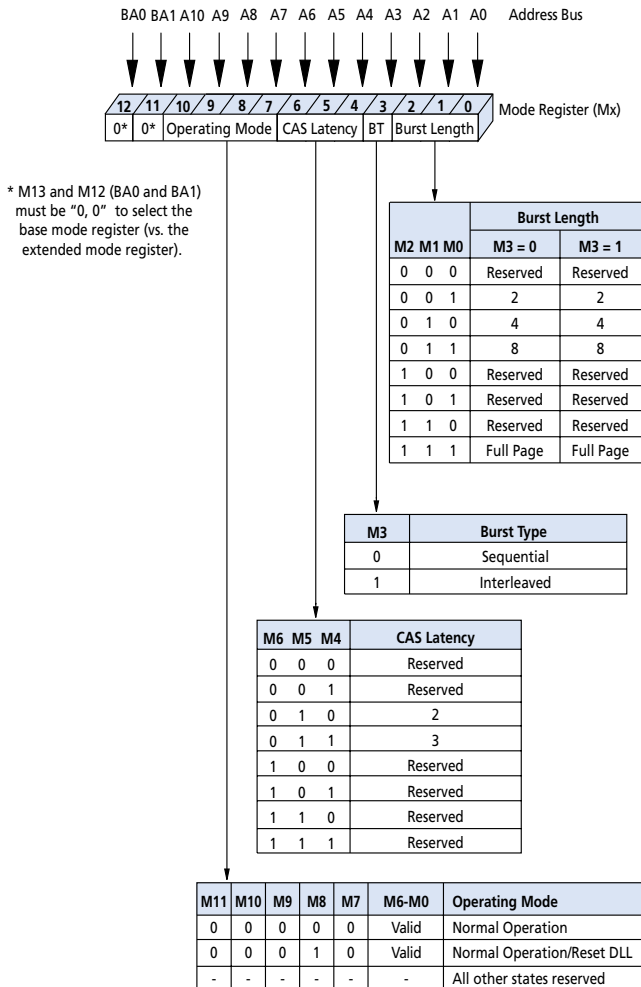 BA0 BA1 A10 A9 A8 A7 A6 A5 A4 A3 A2 A1 A0 Address Bus
12 11 10 9 8 7 6 5 4 3 2 1 0 Mode Register (Mx)
0* 0* Operating Mode CAS Latency BT Burst Length
* M13 and M12 (BA0 and BA1)
must be “0, 0” to select the
base mode register (vs. the
extended mode register).
Burst Length
M2 M1 M0 M3 = 0 M3 = 1
0 0 0 Reserved Reserved
0 0 1 2 2
0 1 0 4 4
0 1 1 8 8
1 0 0 Reserved Reserved
1 0 1 Reserved Reserved
1 1 0 Reserved Reserved
1 1 1 Full Page Full Page
M3 Burst Type
0 Sequential
1 Interleaved
M6 M5 M4 CAS Latency
0 0 0 Reserved
0 0 1 Reserved
0 1 0 2
0 1 1 3
1 0 0 Reserved
1 0 1 Reserved
1 1 0 Reserved
1 1 1 Reserved
M11 M10 M9 M8 M7 M6-M0 Operating Mode
0 0 0 0 0 Valid Normal Operation
0 0 0 1 0 Valid Normal Operation/Reset DLL
- - - - - - All other states reserved